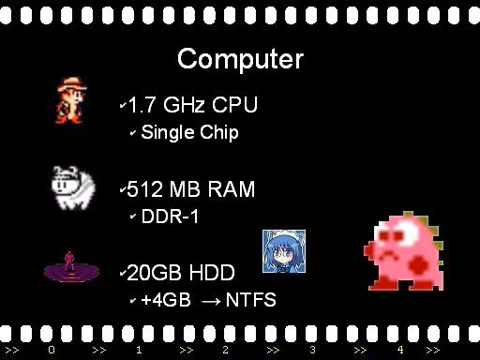 Computer
✓1.7 GHz CPU
✓Single Chip
✓512 MB RAM
✓DDR-1
✓20GB HDD
✓+4GB → NTFS
>> 0 >> 1 >> 2 >> 3 >> 4 >>